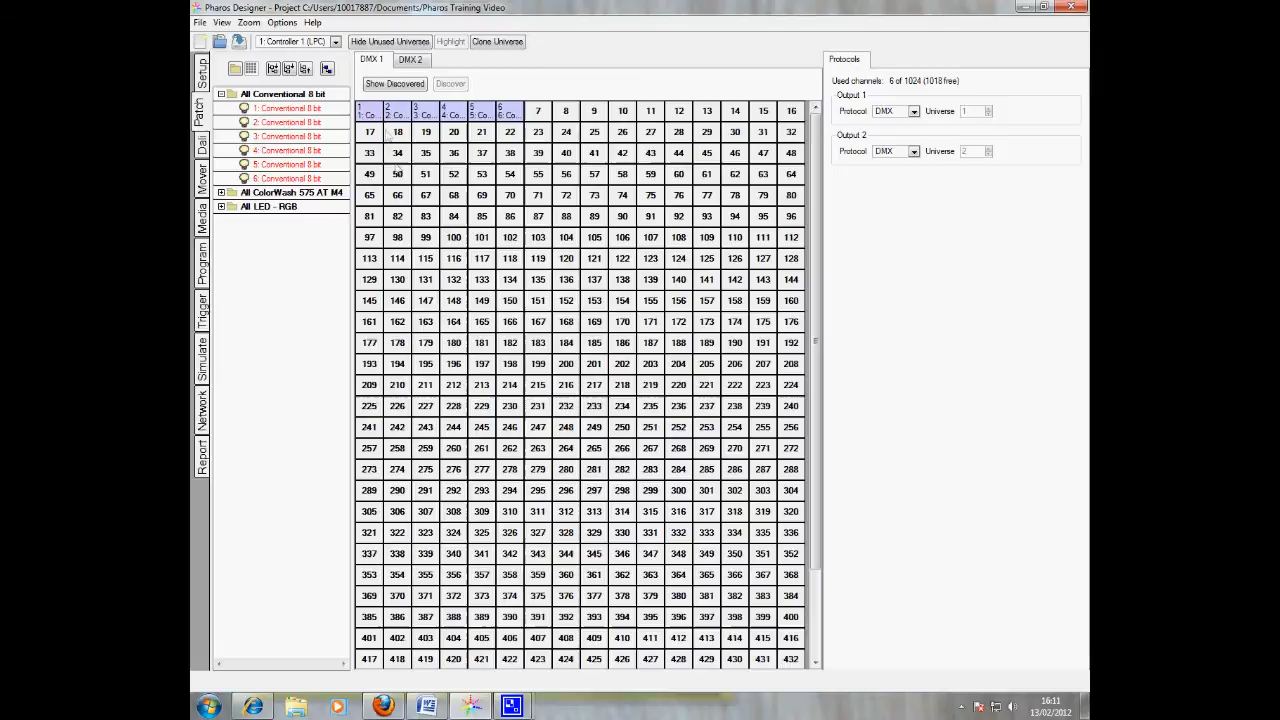 Pharos Designer - Project C:/Users/10017887/Documents/Pharos Training Video
File View Zoom Options Help
1: Controller 1 (LPC) Hide Unused Universes Highlight Clone Universe
Setup
Patch
Dali
Mover
Media
Program
Trigger
Simulate
Network
Report
All Conventional 8 bit
1: Conventional 8 bit
2: Conventional 8 bit
3: Conventional 8 bit
4: Conventional 8 bit
5: Conventional 8 bit
6: Conventional 8 bit
All ColorWash 575 AT M4
All LED - RGB
DMX 1 DMX 2
Show Discovered Discover
1 2 3 4 5 6 7 8 9 10 11 12 13 14 15 16
1: Co... 2: Co... 3: Co... 4: Co... 5: Co... 6: Co...
17 18 19 20 21 22 23 24 25 26 27 28 29 30 31 32
33 34 35 36 37 38 39 40 41 42 43 44 45 46 47 48
49 50 51 52 53 54 55 56 57 58 59 60 61 62 63 64
65 66 67 68 69 70 71 72 73 74 75 76 77 78 79 80
81 82 83 84 85 86 87 88 89 90 91 92 93 94 95 96
97 98 99 100 101 102 103 104 105 106 107 108 109 110 111 112
113 114 115 116 117 118 119 120 121 122 123 124 125 126 127 128
129 130 131 132 133 134 135 136 137 138 139 140 141 142 143 144
145 146 147 148 149 150 151 152 153 154 155 156 157 158 159 160
161 162 163 164 165 166 167 168 169 170 171 172 173 174 175 176
177 178 179 180 181 182 183 184 185 186 187 188 189 190 191 192
193 194 195 196 197 198 199 200 201 202 203 204 205 206 207 208
209 210 211 212 213 214 215 216 217 218 219 220 221 222 223 224
225 226 227 228 229 230 231 232 233 234 235 236 237 238 239 240
241 242 243 244 245 246 247 248 249 250 251 252 253 254 255 256
257 258 259 260 261 262 263 264 265 266 267 268 269 270 271 272
273 274 275 276 277 278 279 280 281 282 283 284 285 286 287 288
289 290 291 292 293 294 295 296 297 298 299 300 301 302 303 304
305 306 307 308 309 310 311 312 313 314 315 316 317 318 319 320
321 322 323 324 325 326 327 328 329 330 331 332 333 334 335 336
337 338 339 340 341 342 343 344 345 346 347 348 349 350 351 352
353 354 355 356 357 358 359 360 361 362 363 364 365 366 367 368
369 370 371 372 373 374 375 376 377 378 379 380 381 382 383 384
385 386 387 388 389 390 391 392 393 394 395 396 397 398 399 400
401 402 403 404 405 406 407 408 409 410 411 412 413 414 415 416
417 418 419 420 421 422 423 424 425 426 427 428 429 430 431 432
Protocols
Used channels: 6 of 1024 (1018 free)
Output 1
Protocol DMX Universe 1
Output 2
Protocol DMX Universe 2
16:11
13/02/2012